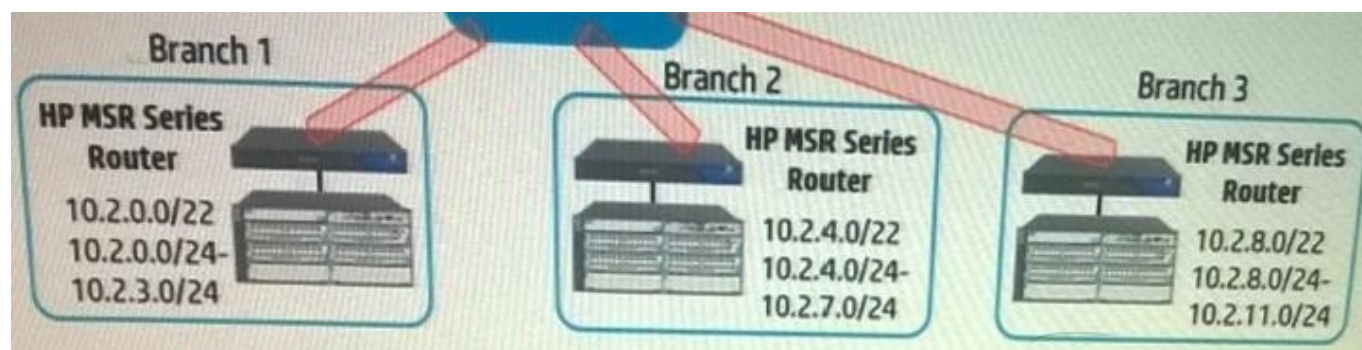 Branch 1
HP MSR Series
Router
10.2.0.0/22
10.2.0.0/24-
10.2.3.0/24
Branch 2
HP MSR Series
Router
10.2.4.0/22
10.2.4.0/24-
10.2.7.0/24
Branch 3
HP MSR Series
Router
10.2.8.0/22
10.2.8.0/24-
10.2.11.0/24